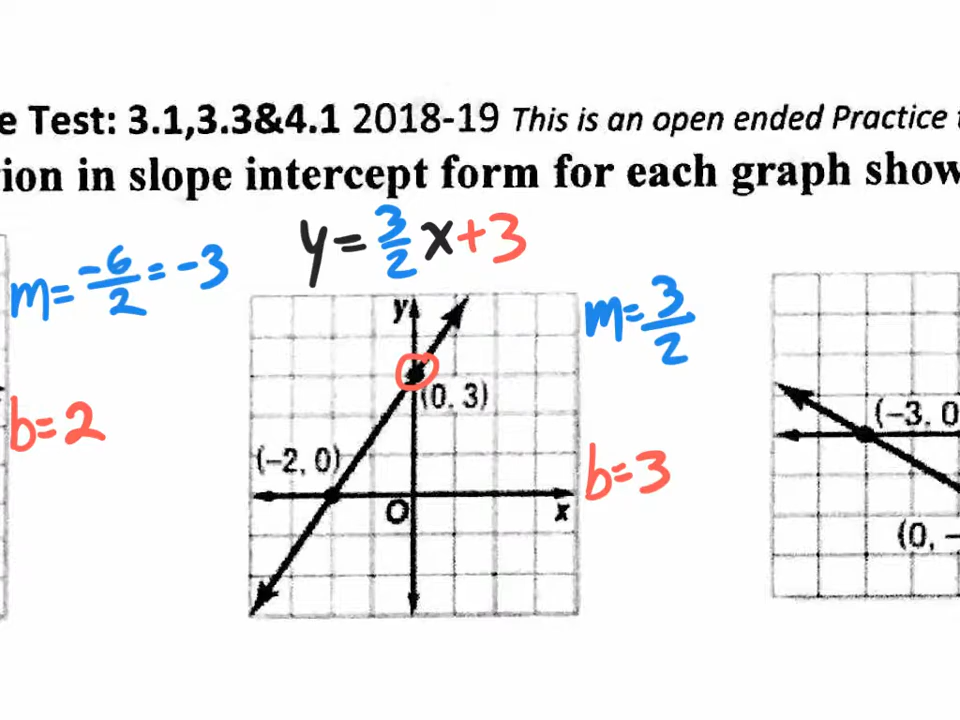 e Test: 3.1,3.3&4.1 2018-19 This is an open ended Practice t
ion in slope intercept form for each graph show
y = 3/2 x + 3
m = -6/2 = -3
b = 2
y
(0, 3)
(-2, 0)
O
x
m = 3/2
b = 3
(-3, 0
(0, -